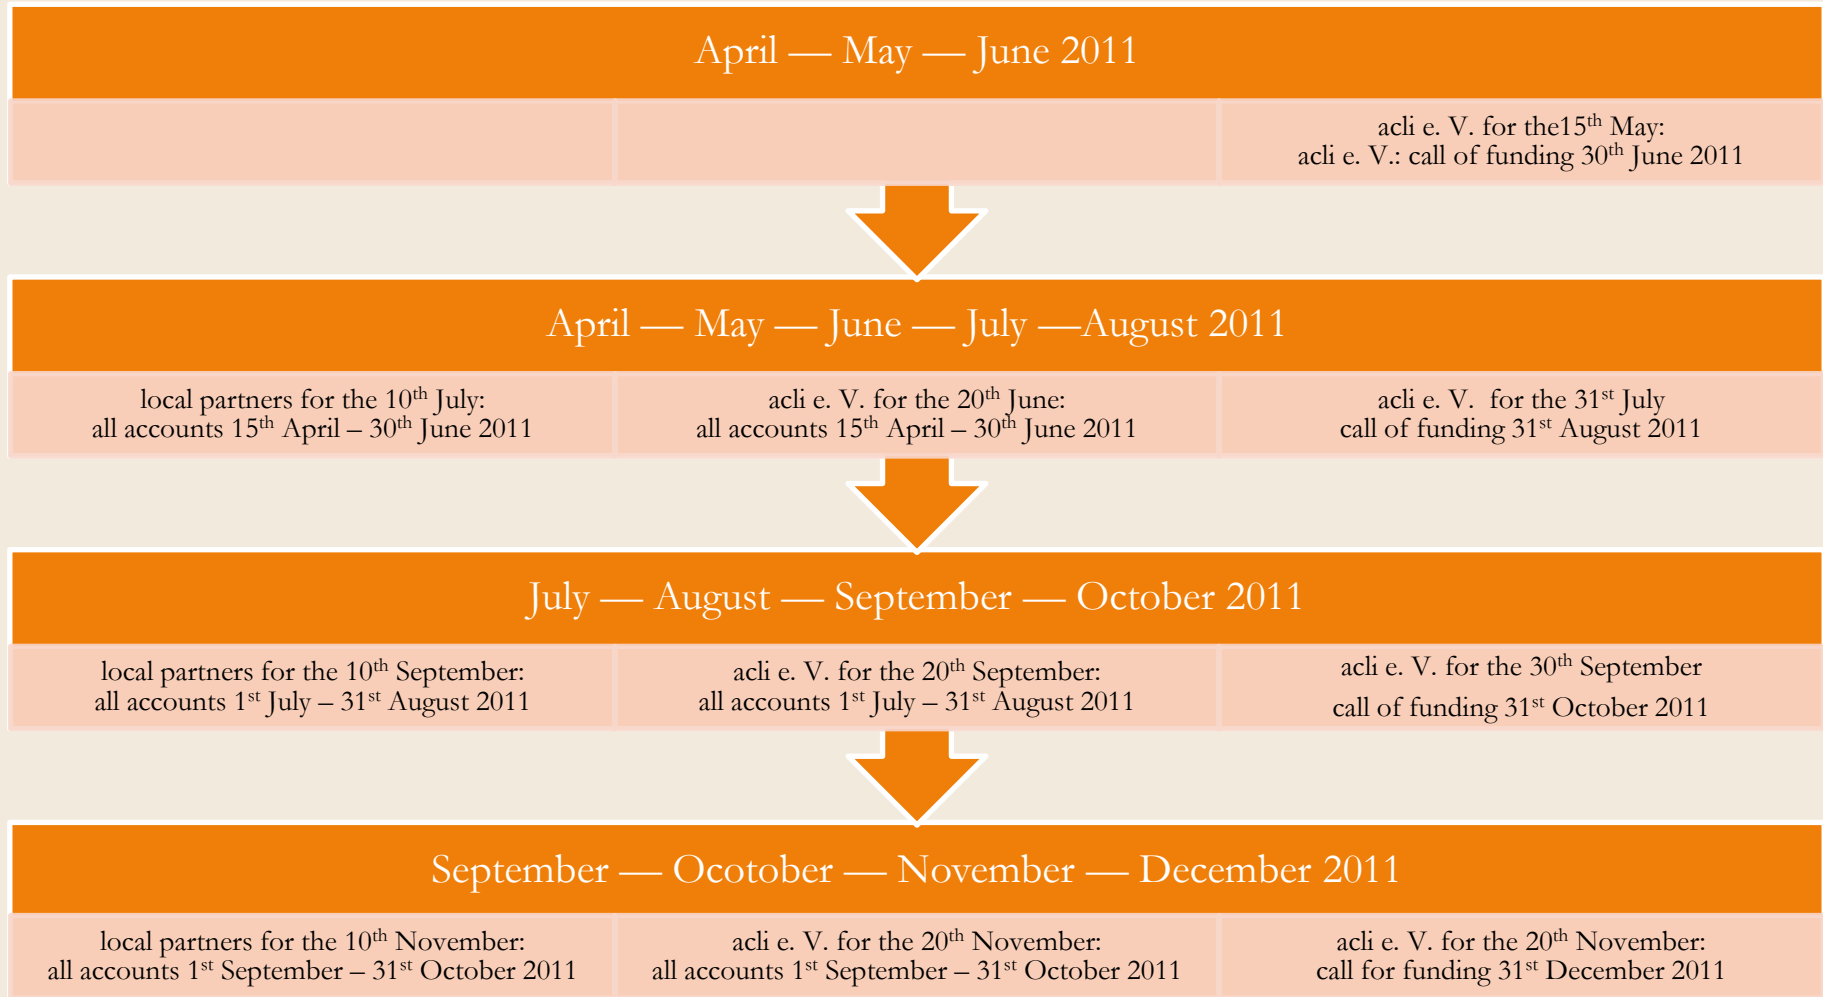 April — May — June 2011
acli e. V. for the15th May:
acli e. V.: call of funding 30th June 2011
April — May — June — July —August 2011
local partners for the 10th July:
all accounts 15th April – 30th June 2011
acli e. V. for the 20th June:
all accounts 15th April – 30th June 2011
acli e. V.  for the 31st July
call of funding 31st August 2011
July — August — September — October 2011
local partners for the 10th September:
all accounts 1st July – 31st August 2011
acli e. V. for the 20th September:
all accounts 1st July – 31st August 2011
acli e. V. for the 30th September
call of funding 31st October 2011
September — Ocotober — November — December 2011
local partners for the 10th November:
all accounts 1st September – 31st October 2011
acli e. V. for the 20th November:
all accounts 1st September – 31st October 2011
acli e. V. for the 20th November:
call for funding 31st December 2011